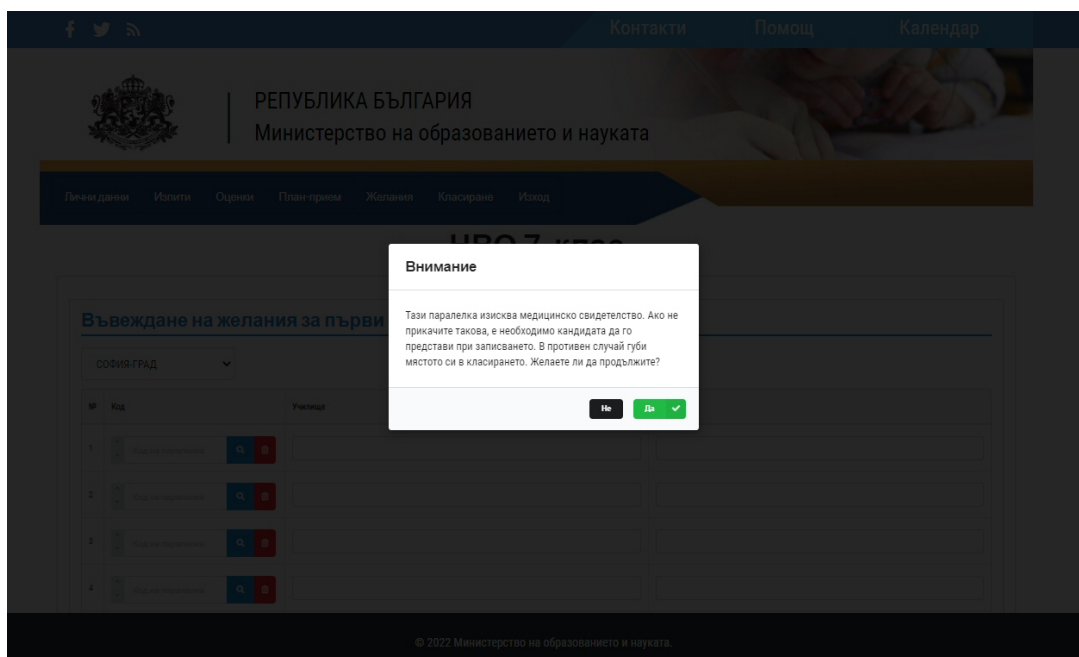 Контакти Помощ Календар
РЕПУБЛИКА БЪЛГАРИЯ
Министерство на образованието и науката
Лични данни Изпити Оценки План-прием Желания Класиране Изход
НВО 7. клас
Внимание
Тази паралелка изисква медицинско свидетелство. Ако не
прикачите такова, е необходимо кандидата да го
представи при записването. В противен случай губи
мястото си в класирането. Желаете ли да продължите?
Не Да
Въвеждане на желания за първи
СОФИЯ-ГРАД
№ Код Училище
1
2
3
4
© 2022 Министерство на образованието и науката.